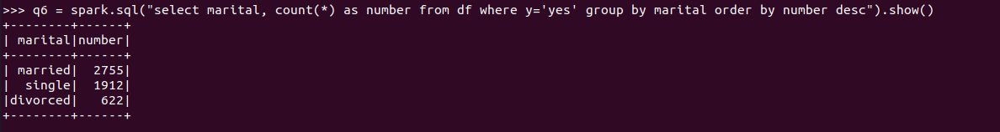 >>> q6 = spark.sql("select marital, count(*) as number from df where y='yes' group by marital order by number desc").show()
+--------+------+
| marital|number|
+--------+------+
| married|  2755|
|  single|  1912|
|divorced|   622|
+--------+------+